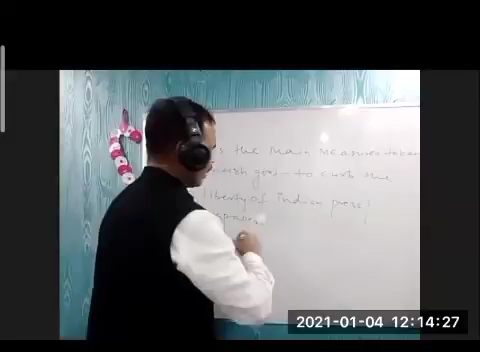 the main measures taken
govt to curb the
liberty of Indian press
2021-01-04 12:14:27